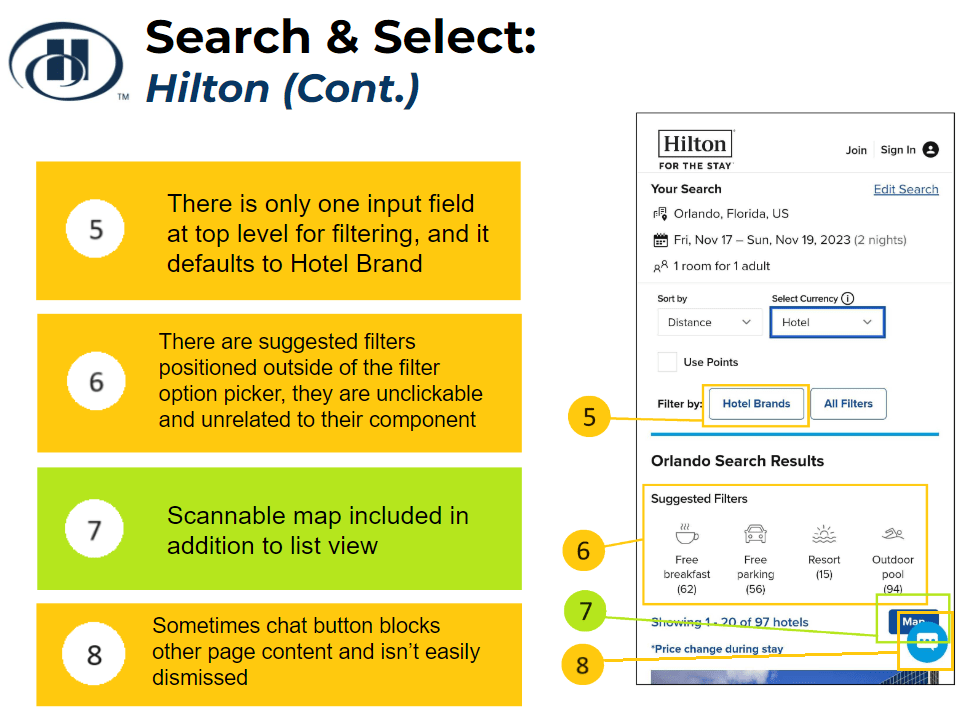 Search & Select:
Hilton (Cont.)
TM
5
There is only one input field
at top level for filtering, and it
defaults to Hotel Brand
6
There are suggested filters
positioned outside of the filter
option picker, they are unclickable
and unrelated to their component
7
Scannable map included in
addition to list view
8
Sometimes chat button blocks
other page content and isn't easily
dismissed
Hilton
FOR THE STAY
Join Sign In
Your Search Edit Search
Orlando, Florida, US
Fri, Nov 17 – Sun, Nov 19, 2023 (2 nights)
1 room for 1 adult
Sort by Select Currency i
Distance Hotel
Use Points
Filter by: Hotel Brands All Filters
5
Orlando Search Results
Suggested Filters
6
Free breakfast (62)
Free parking (56)
Resort (15)
Outdoor pool (94)
7
Showing 1 - 20 of 97 hotels Map
*Price change during stay
8